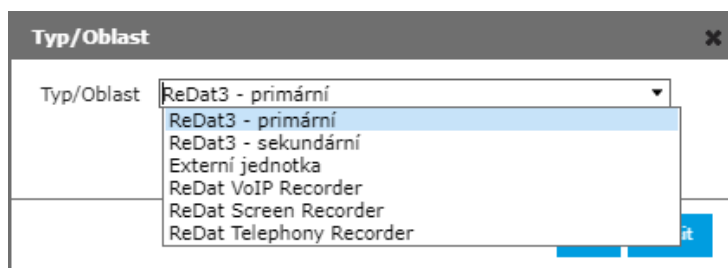 Typ/Oblast
Typ/Oblast ReDat3 - primární
ReDat3 - primární
ReDat3 - sekundární
Externí jednotka
ReDat VoIP Recorder
ReDat Screen Recorder
ReDat Telephony Recorder